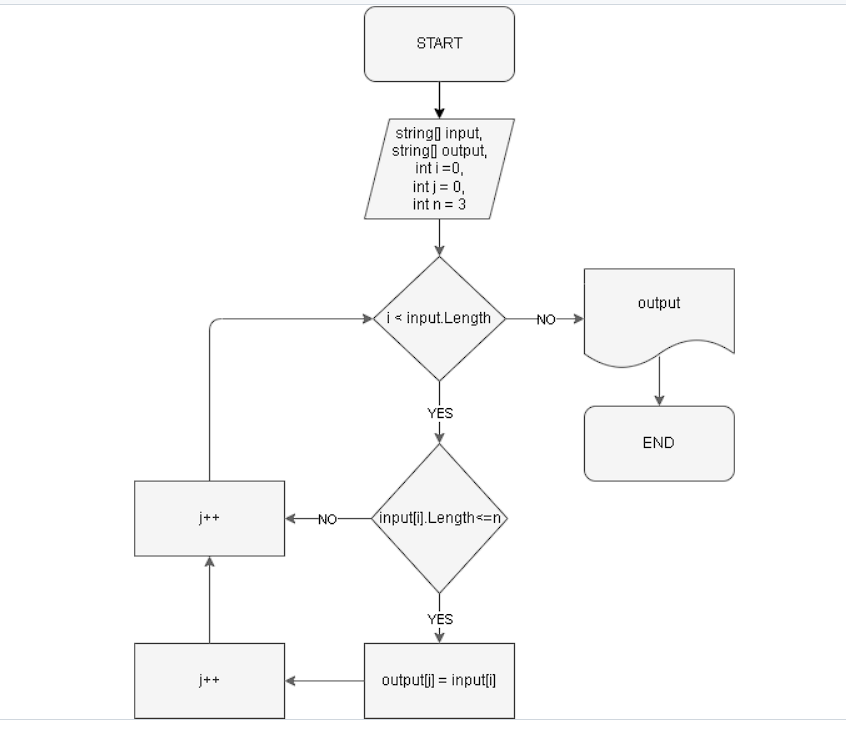 START
string[] input,
string[] output,
int i =0,
int j = 0,
int n = 3
i < input.Length
NO
output
YES
END
j++
NO
input[i].Length<=n
YES
j++
output[j] = input[i]